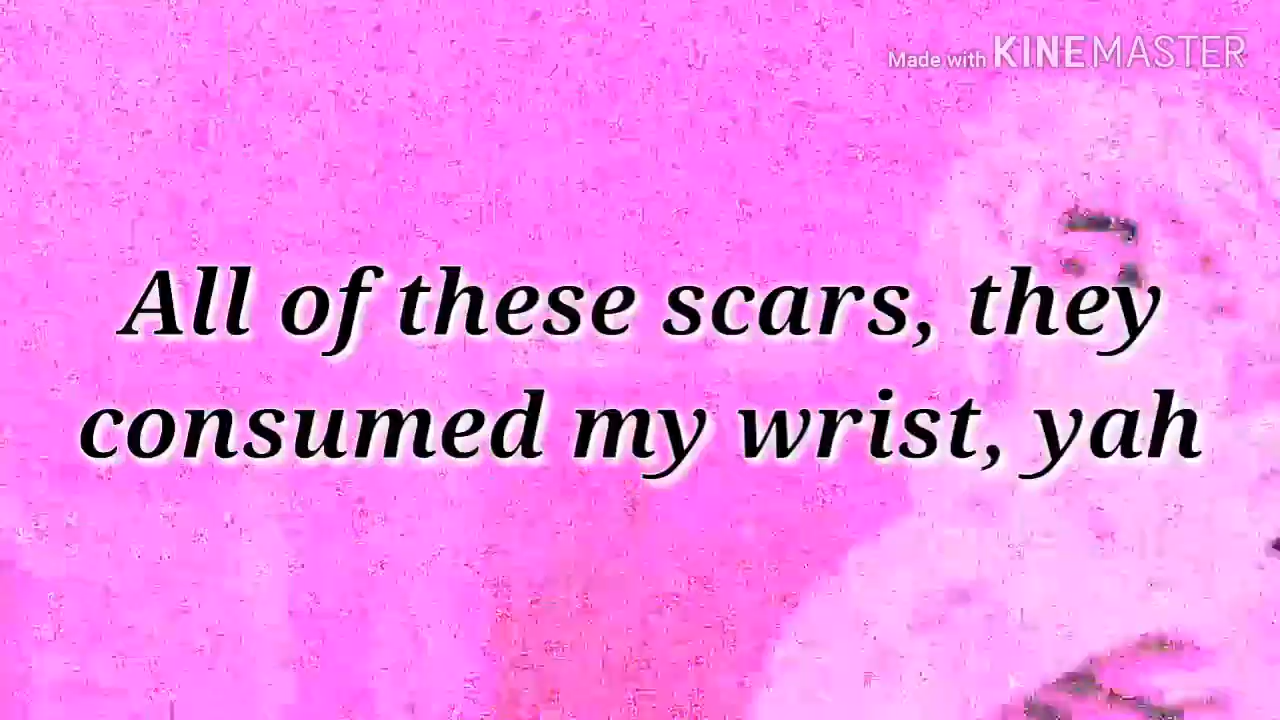 Made with KINEMASTER
All of these scars, they
consumed my wrist, yah